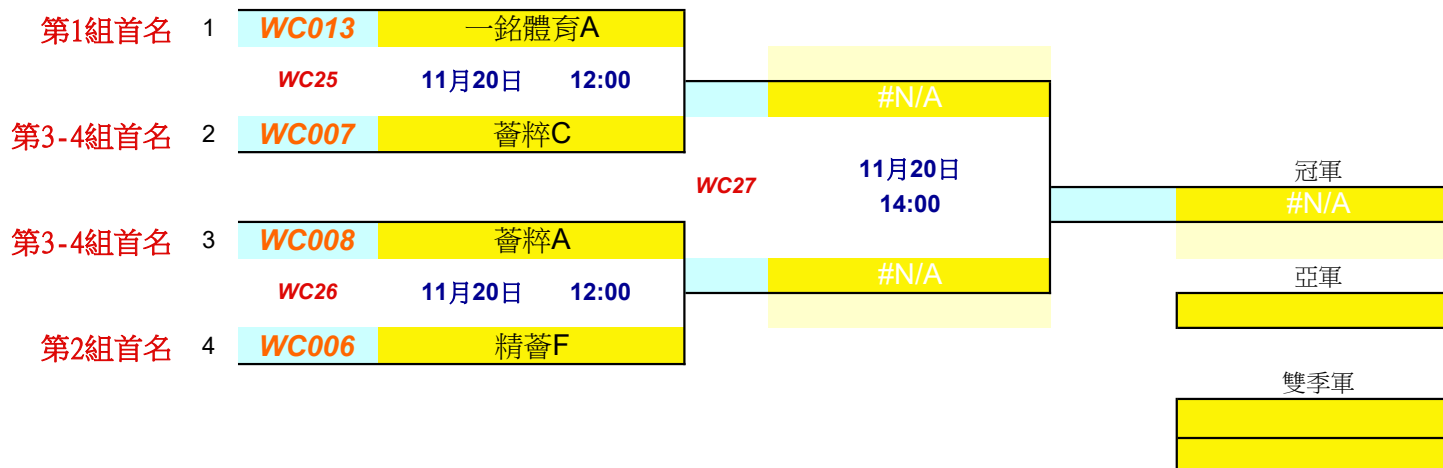 第1組首名 1 WC013 一銘體育A
WC25 11月20日 12:00
#N/A
第3-4組首名 2 WC007 薈粹C
WC27 11月20日
14:00
冠軍
#N/A
第3-4組首名 3 WC008 薈粹A
#N/A
WC26 11月20日 12:00
亞軍
第2組首名 4 WC006 精薈F
雙季軍